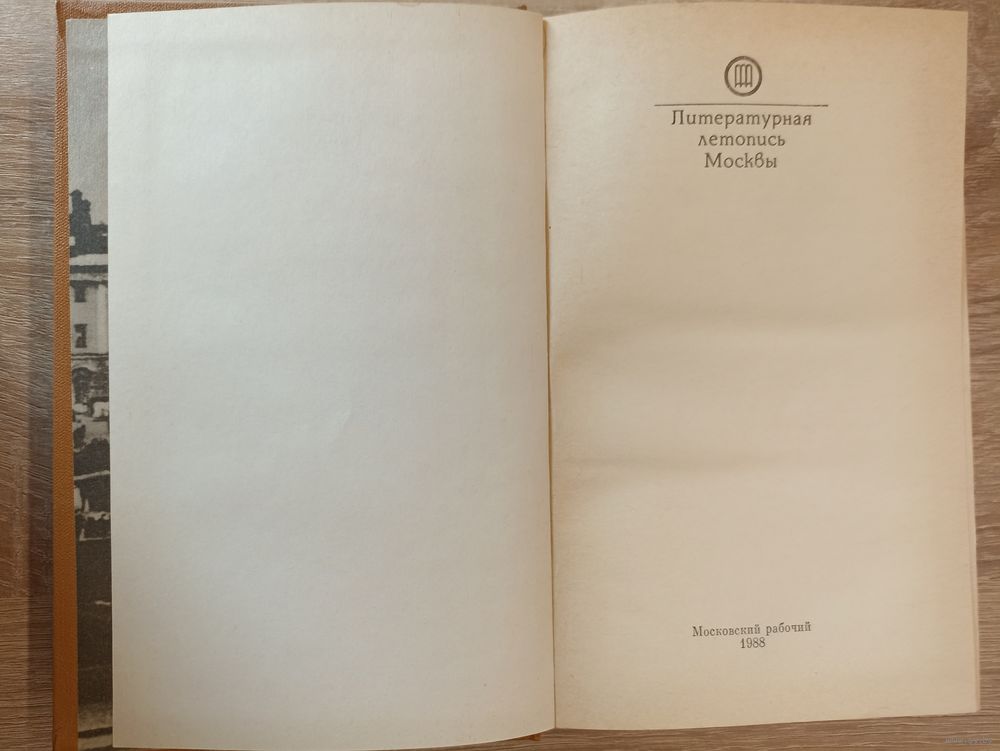 Литературная
летопись
Москвы
Московский рабочий
1988